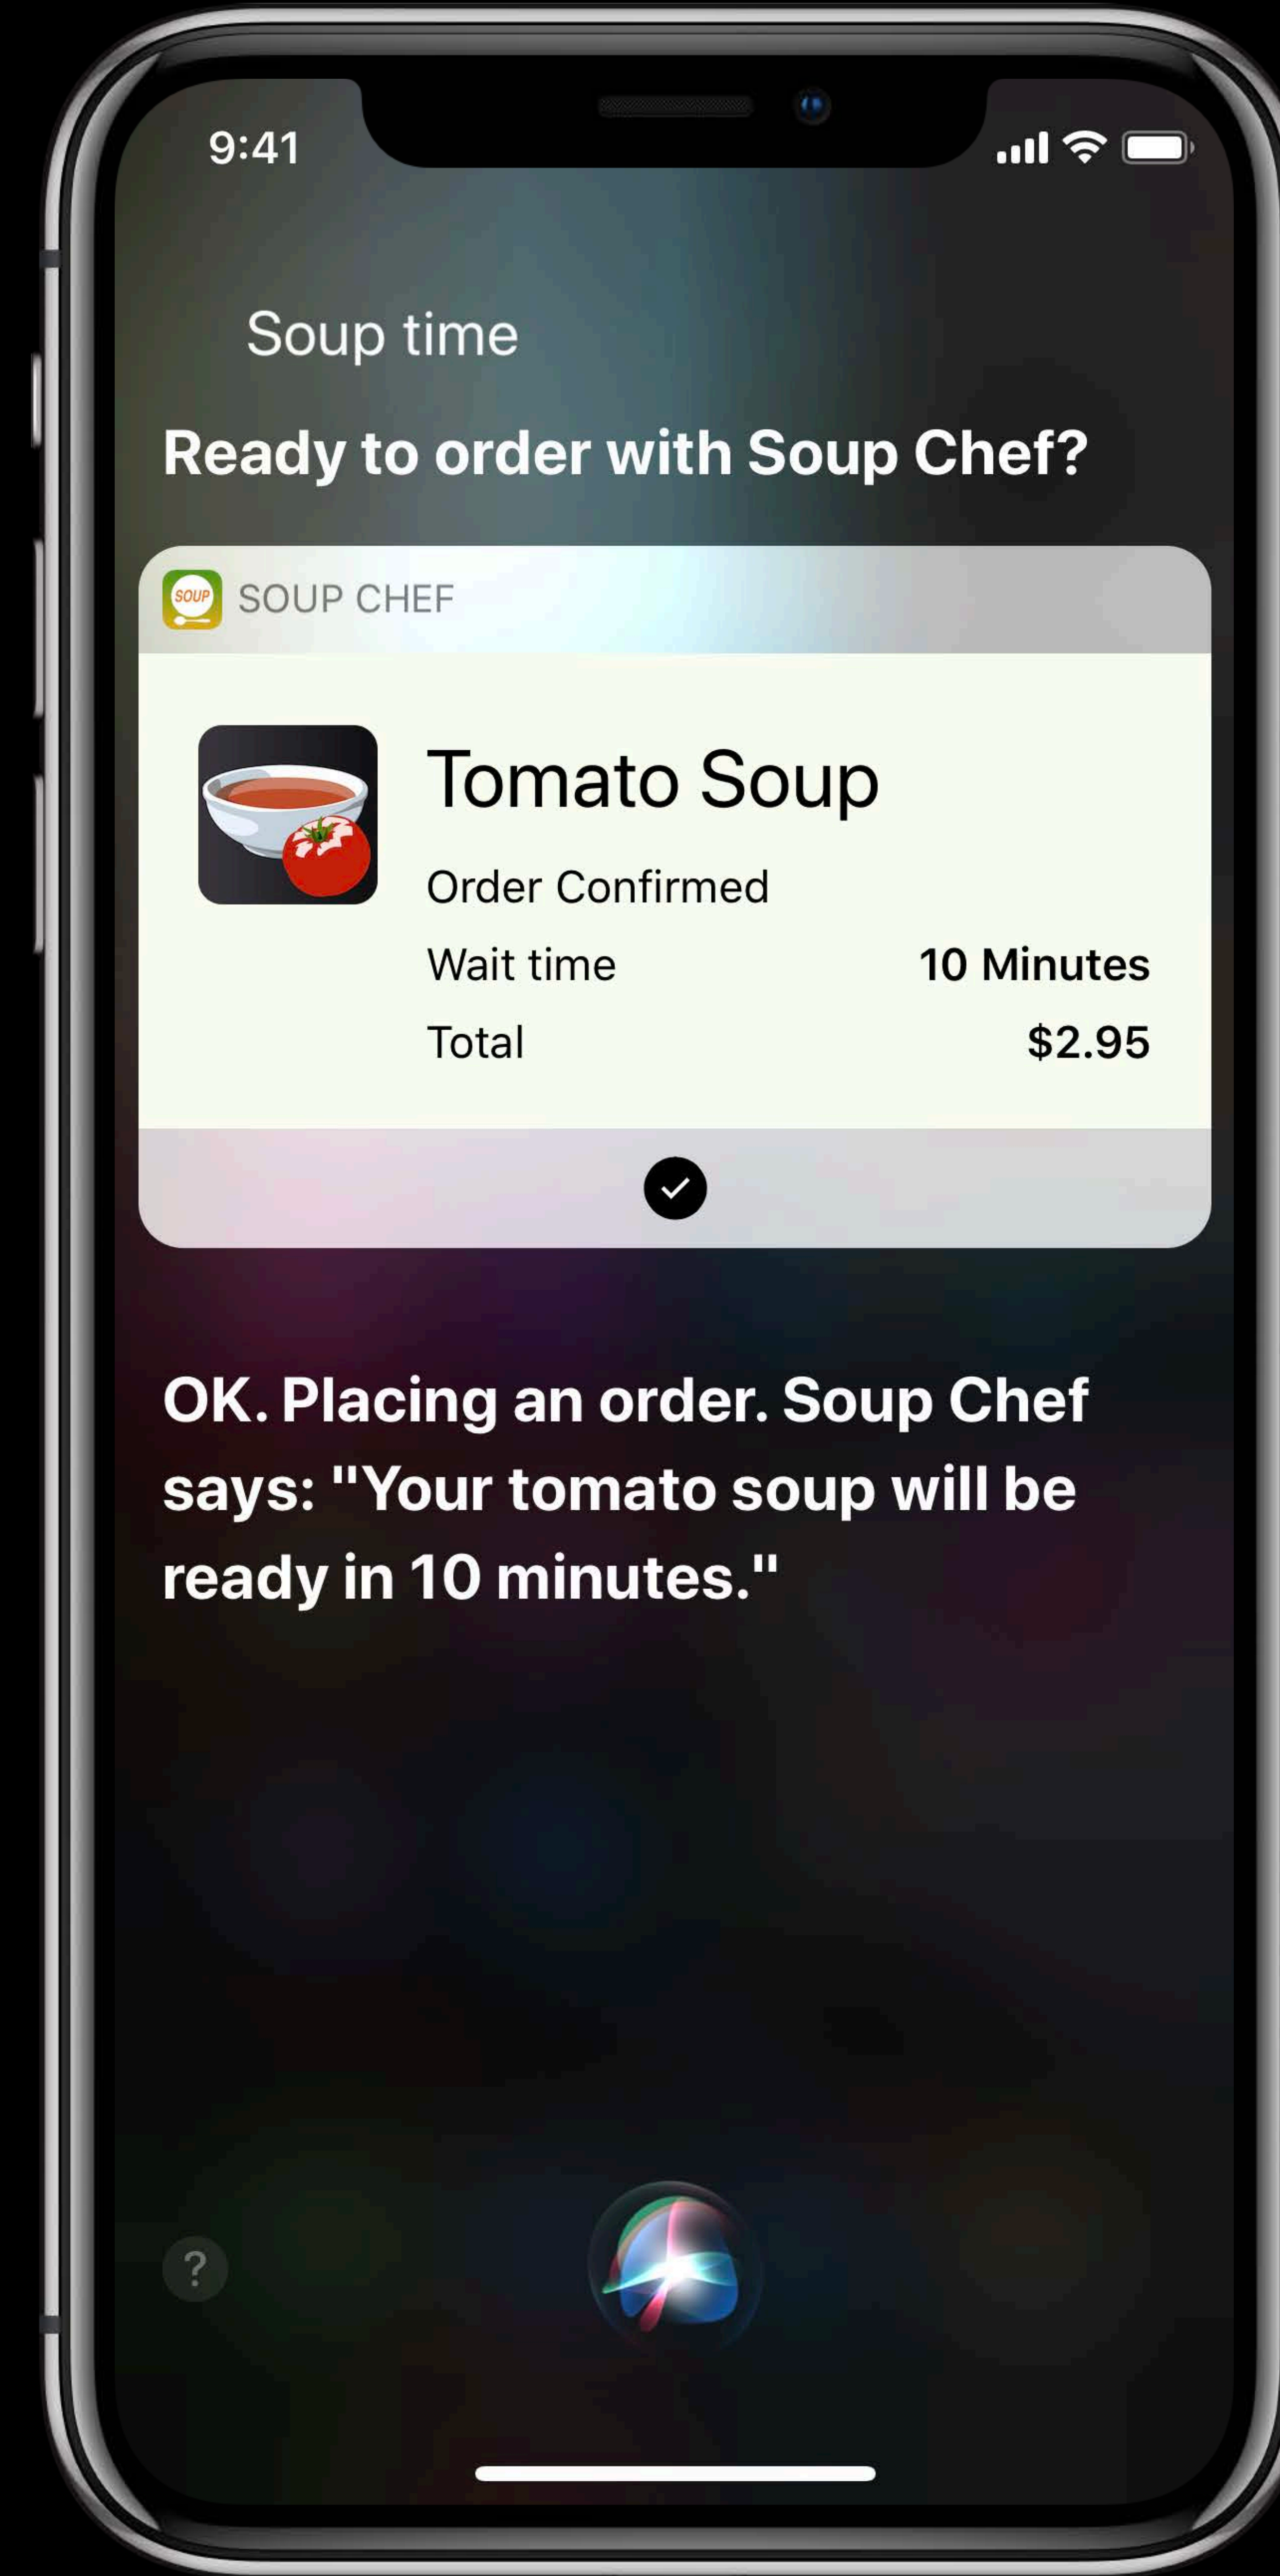 9:41
Soup time
Ready to order with Soup Chef?
SOUP
SOUP CHEF
Tomato Soup
Order Confirmed
Wait time 10 Minutes
Total $2.95
OK. Placing an order. Soup Chef
says: "Your tomato soup will be
ready in 10 minutes."
?